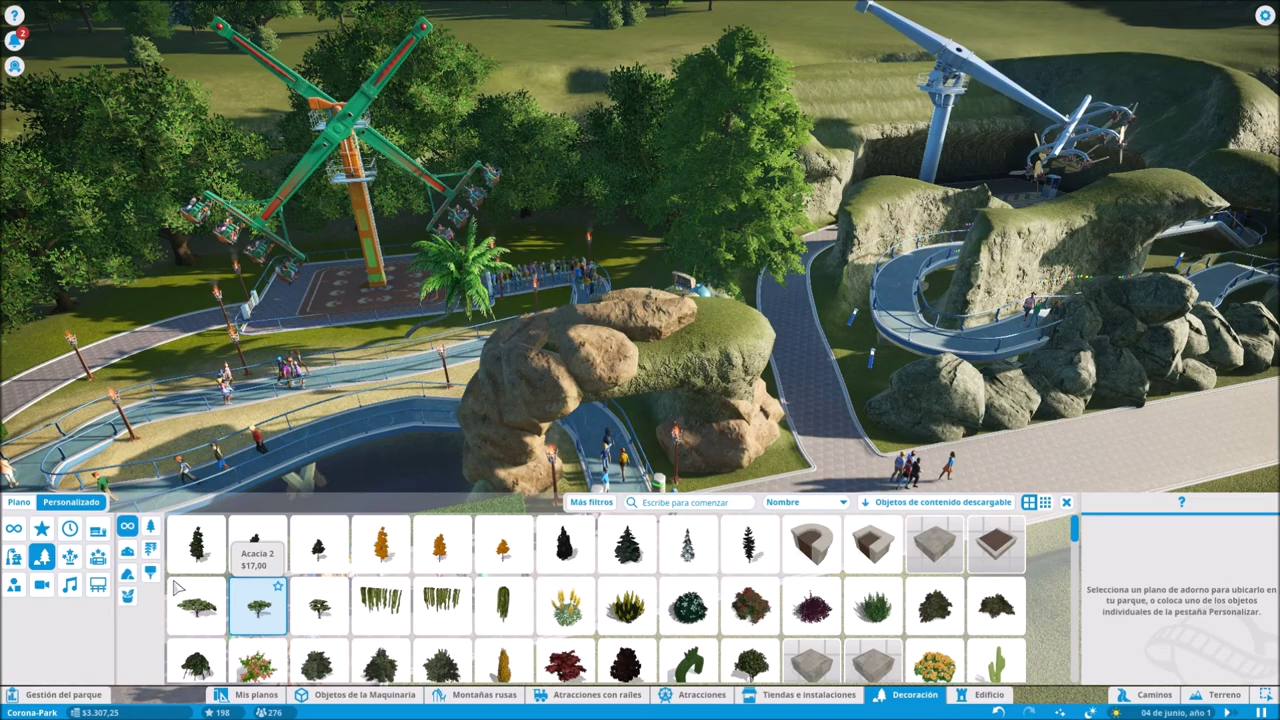 ?
2
Plano
Personalizado
Más filtros
Escribe para comenzar
Nombre
Objetos de contenido descargable
?
Acacia 2
$17,00
Selecciona un plano de adorno para ubicarlo en
tu parque, o coloca uno de los objetos
individuales de la pestaña Personalizar.
Gestión del parque
Mis planos
Objetos de la Maquinaria
Montañas rusas
Atracciones con raíles
Atracciones
Tiendas e instalaciones
Decoración
Edificio
Caminos
Terreno
Corona-Park
$3.307,25
198
276
04 de junio, año 1